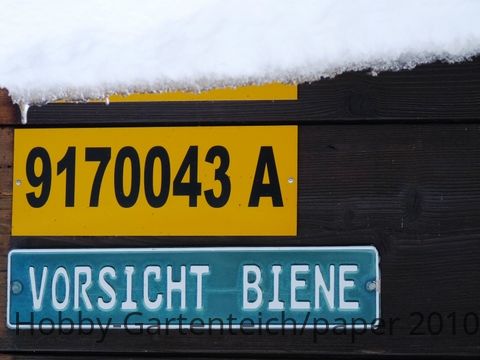 9170043 A
VORSICHT BIENE
Hobby-Gartenteich/paper 2010